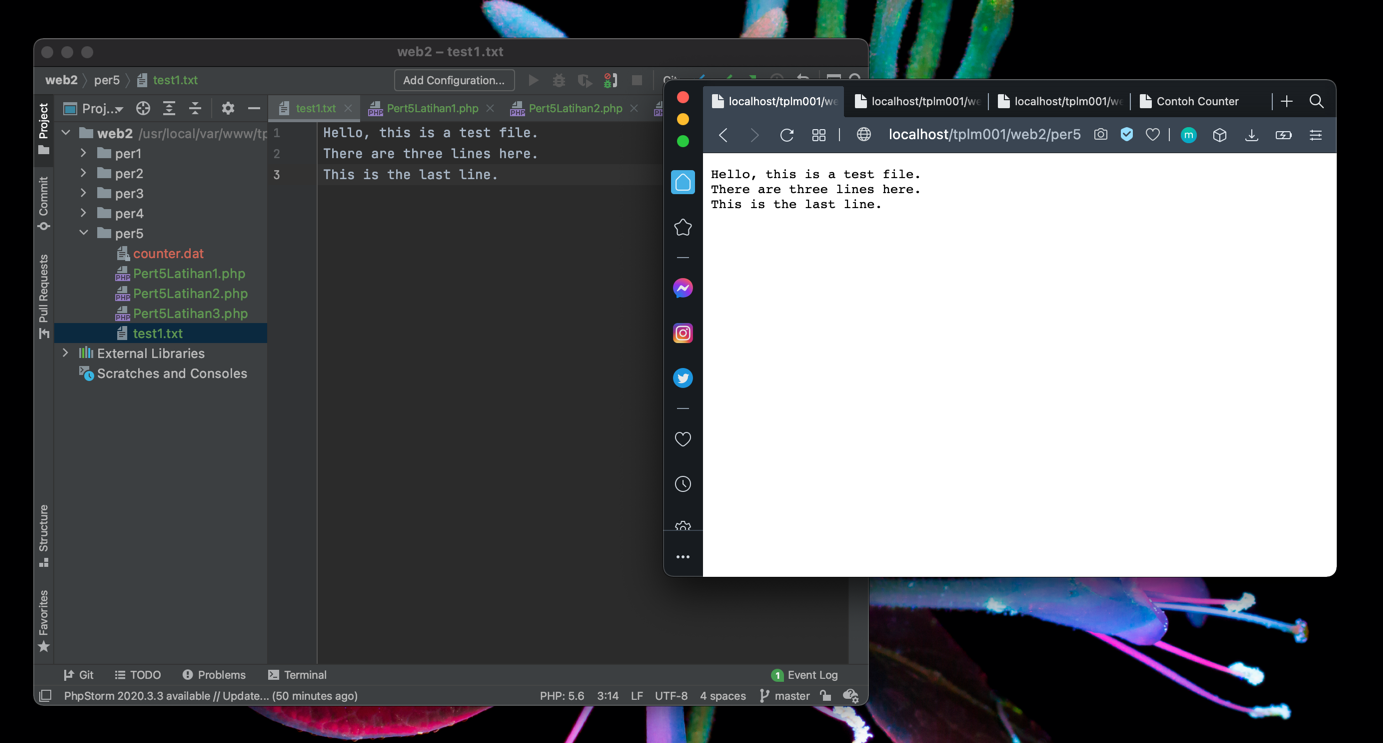 web2 – test1.txt
web2 per5 test1.txt
Add Configuration...
Project
Commit
Pull Requests
Structure
Favorites
Proj...
web2 /usr/local/var/www/tp
per1
per2
per3
per4
per5
counter.dat
Pert5Latihan1.php
Pert5Latihan2.php
Pert5Latihan3.php
test1.txt
External Libraries
Scratches and Consoles
test1.txt Pert5Latihan1.php Pert5Latihan2.php
1 Hello, this is a test file.
2 There are three lines here.
3 This is the last line.
Git TODO Problems Terminal
1 Event Log
PhpStorm 2020.3.3 available // Update... (50 minutes ago)
PHP: 5.6 3:14 LF UTF-8 4 spaces master
localhost/tplm001/we localhost/tplm001/we localhost/tplm001/we Contoh Counter
localhost/tplm001/web2/per5
m
Hello, this is a test file.
There are three lines here.
This is the last line.